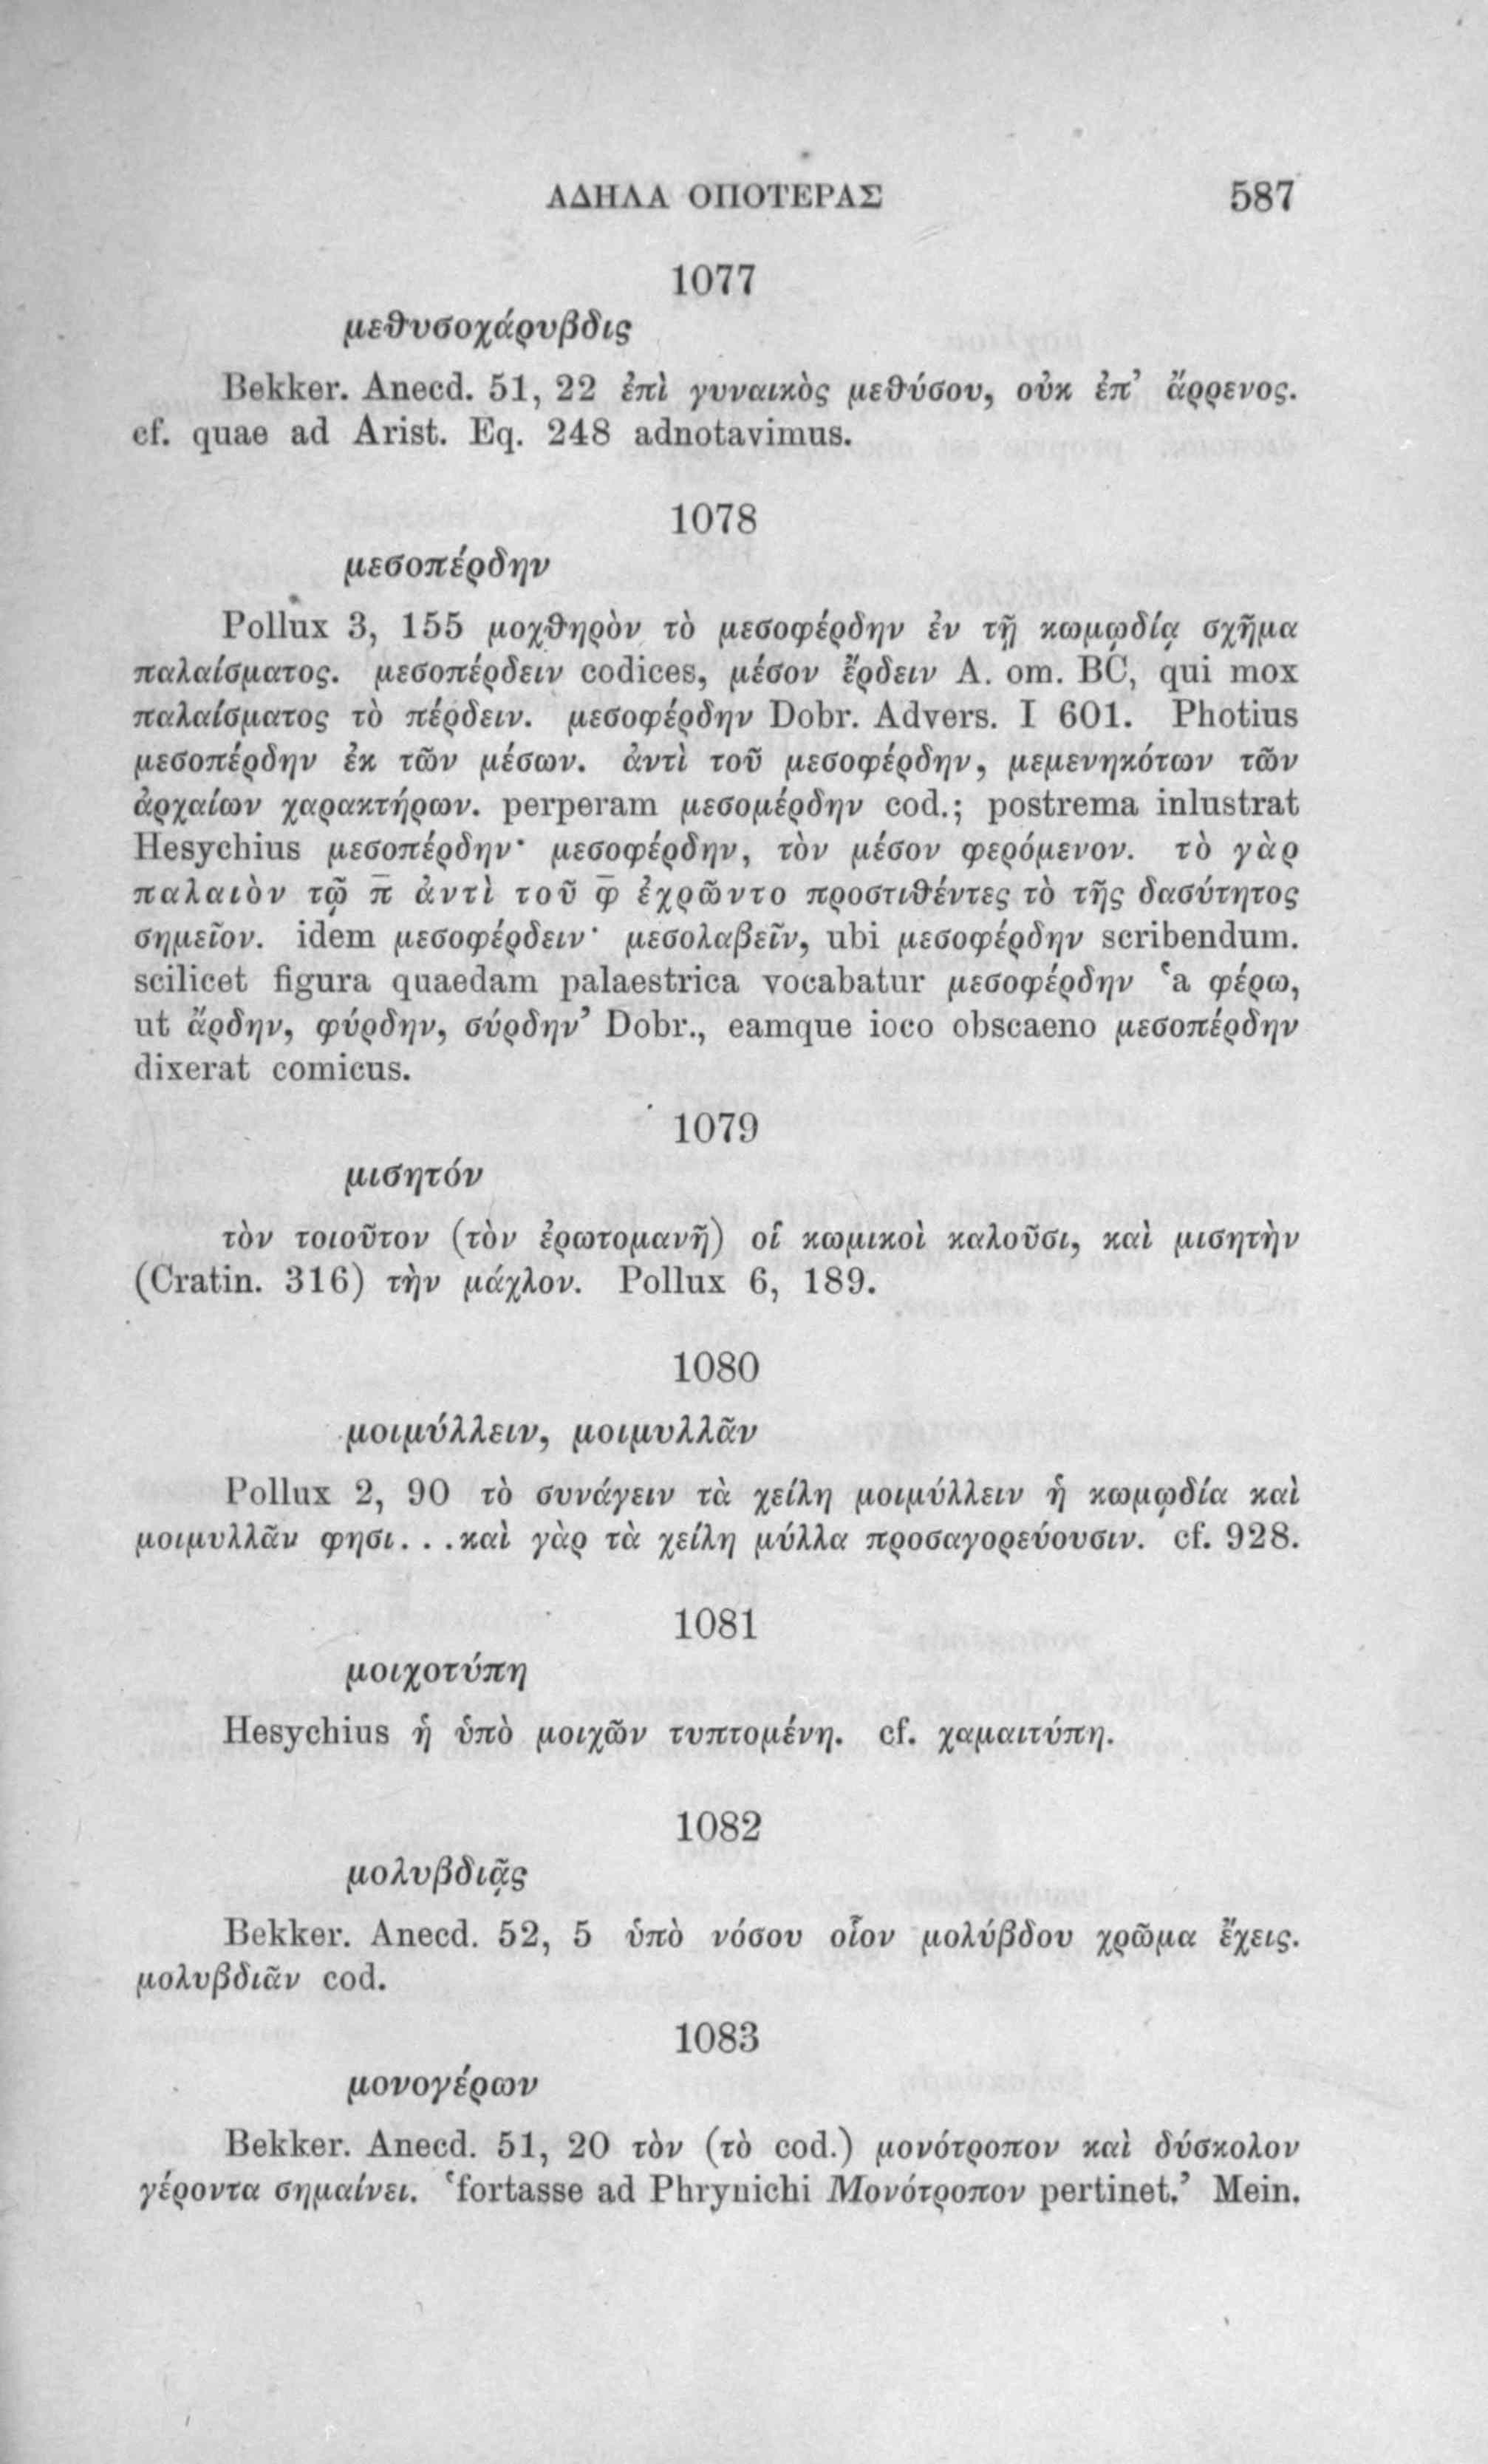 ΑΔΗΛΑ ΟΠΟΤΕΡΑΣ 587
1077
μεθυσοχάρυβδις
Bekker. Anecd. 51, 22 ἐπὶ γυναικὸς μεθύσου, οὐκ ἐπ’ ἄρρενος.
cf. quae ad Arist. Eq. 248 adnotavimus.
1078
μεσοπέρδην
Pollux 3, 155 μοχθηρὸν τὸ μεσοφέρδην ἐν τῇ κωμῳδίᾳ σχῆμα
παλαίσματος. μεσοπέρδειν codices, μέσον ἔρδειν A. om. BC, qui mox
παλαίσματος τὸ πέρδειν. μεσοφέρδην Dobr. Advers. I 601. Photius
μεσοπέρδην ἐκ τῶν μέσων. ἀντὶ τοῦ μεσοφέρδην, μεμενηκότων τῶν
ἀρχαίων χαρακτήρων. perperam μεσομέρδην cod.; postrema inlustrat
Hesychius μεσοπέρδην· μεσοφέρδην, τὸν μέσον φερόμενον. τὸ γὰρ
παλαιὸν τῷ π̄ ἀντὶ τοῦ φ̄ ἐχρῶντο προστιθέντες τὸ τῆς δασύτητος
σημεῖον. idem μεσοφέρδειν· μεσολαβεῖν, ubi μεσοφέρδην scribendum.
scilicet figura quaedam palaestrica vocabatur μεσοφέρδην ‘a φέρω,
ut ἄρδην, φύρδην, σύρδην’ Dobr., eamque ioco obscaeno μεσοπέρδην
dixerat comicus.
1079
μισητόν
τὸν τοιοῦτον (τὸν ἐρωτομανῆ) οἱ κωμικοὶ καλοῦσι, καὶ μισητὴν
(Cratin. 316) τὴν μάχλον. Pollux 6, 189.
1080
μοιμύλλειν, μοιμυλλᾶν
Pollux 2, 90 τὸ συνάγειν τὰ χείλη μοιμύλλειν ἡ κωμῳδία καὶ
μοιμυλλᾶν φησι...καὶ γὰρ τὰ χείλη μύλλα προσαγορεύουσιν. cf. 928.
1081
μοιχοτύπη
Hesychius ἡ ὑπὸ μοιχῶν τυπτομένη. cf. χαμαιτύπη.
1082
μολυβδιᾷς
Bekker. Anecd. 52, 5 ὑπὸ νόσου οἷον μολύβδου χρῶμα ἔχεις.
μολυβδιᾶν cod.
1083
μονογέρων
Bekker. Anecd. 51, 20 τὸν (τὸ cod.) μονότροπον καὶ δύσκολον
γέροντα σημαίνει. ‘fortasse ad Phrynichi Μονότροπον pertinet.’ Mein.